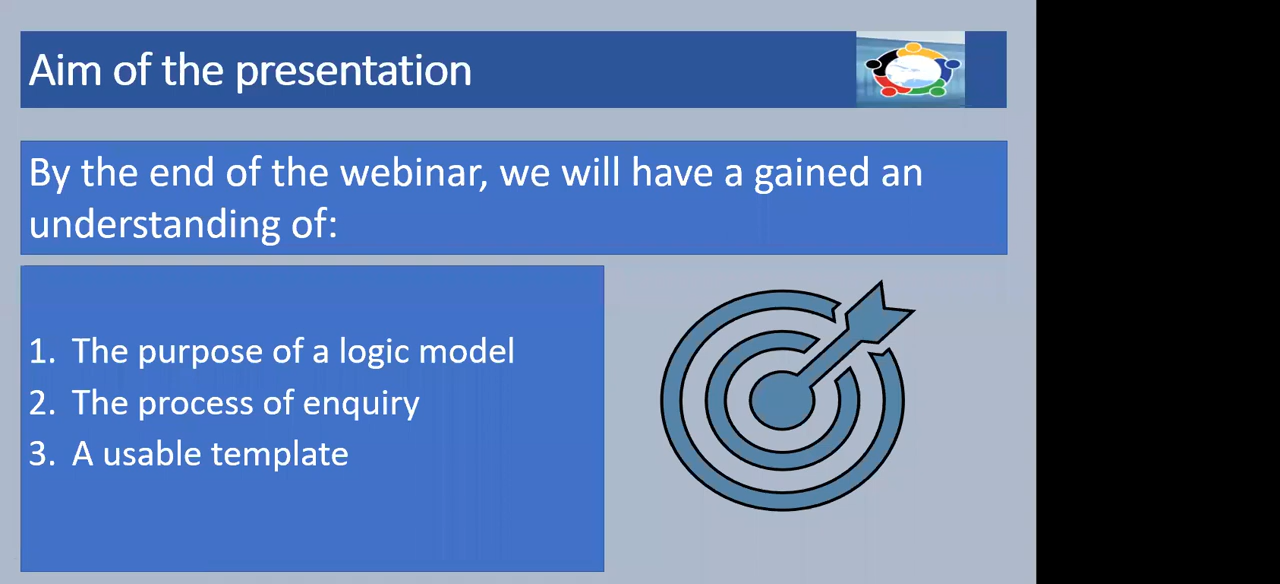 Aim of the presentation
By the end of the webinar, we will have a gained an
understanding of:
1. The purpose of a logic model
2. The process of enquiry
3. A usable template